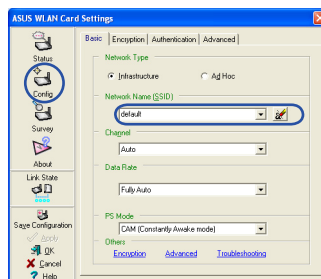 ASUS WLAN Card Settings
Status
Config
Survey
About
Link State
Save Configuration
Apply
OK
Cancel
Help
Basic Encryption Authentication Advanced
Network Type
Infrastructure Ad Hoc
Network Name (SSID)
default
Channel
Auto
Data Rate
Fully Auto
PS Mode
CAM (Constantly Awake mode)
Others
Encryption Advanced Troubleshooting